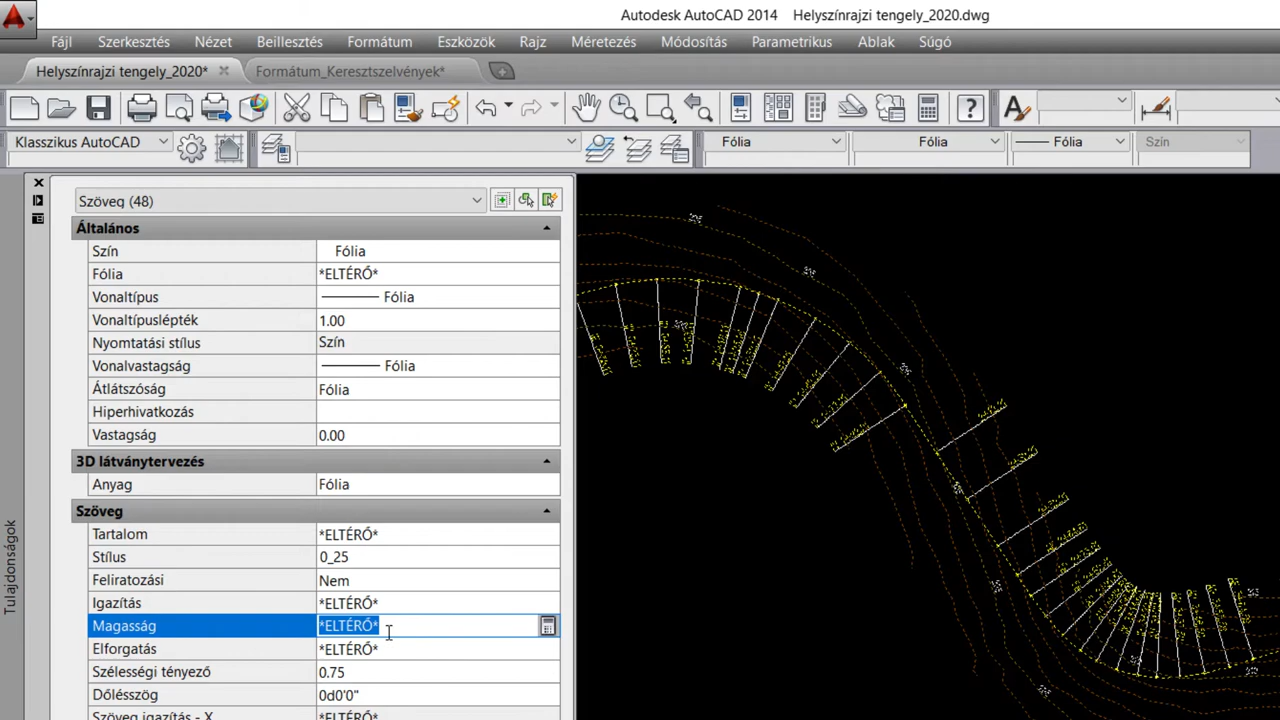 Autodesk AutoCAD 2014 Helyszínrajzi tengely_2020.dwg
Fájl Szerkesztés Nézet Beillesztés Formátum Eszközök Rajz Méretezés Módosítás Parametrikus Ablak Súgó
Helyszínrajzi tengely_2020* Formátum_Keresztszelvények*
Klasszikus AutoCAD Fólia Fólia Fólia Szín
Szöveg (48)
Általános
Szín Fólia
Fólia *ELTÉRŐ*
Vonaltípus Fólia
Vonaltípuslépték 1.00
Nyomtatási stílus Szín
Vonalvastagság Fólia
Átlátszóság Fólia
Hiperhivatkozás
Vastagság 0.00
3D látványtervezés
Anyag Fólia
Szöveg
Tartalom *ELTÉRŐ*
Stílus 0_25
Feliratozási Nem
Igazítás *ELTÉRŐ*
Magasság *ELTÉRŐ*
Elforgatás *ELTÉRŐ*
Szélességi tényező 0.75
Dőlésszög 0d0'0"
Szöveg igazítás - X *ELTÉRŐ*
Tulajdonságok